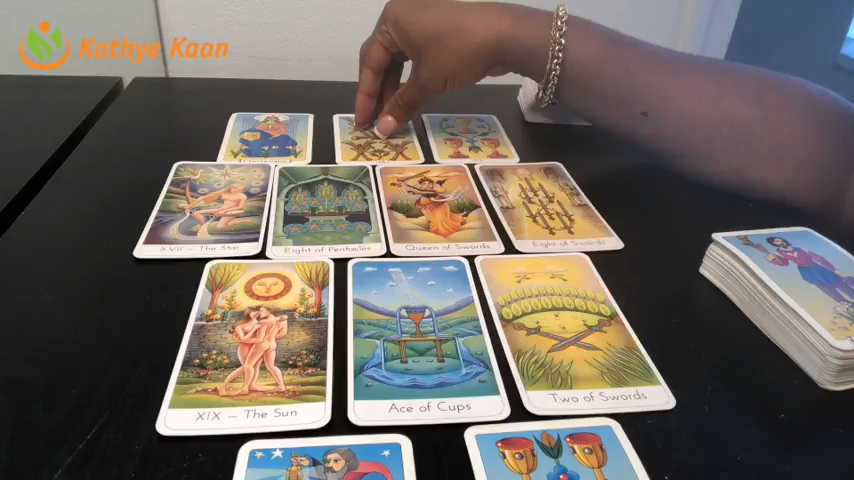 Kathye Kaan
XVII - The Star
Eight of Pentacles
Queen of Swords
Eight of Swords
XIX - The Sun
Ace of Cups
Two of Swords